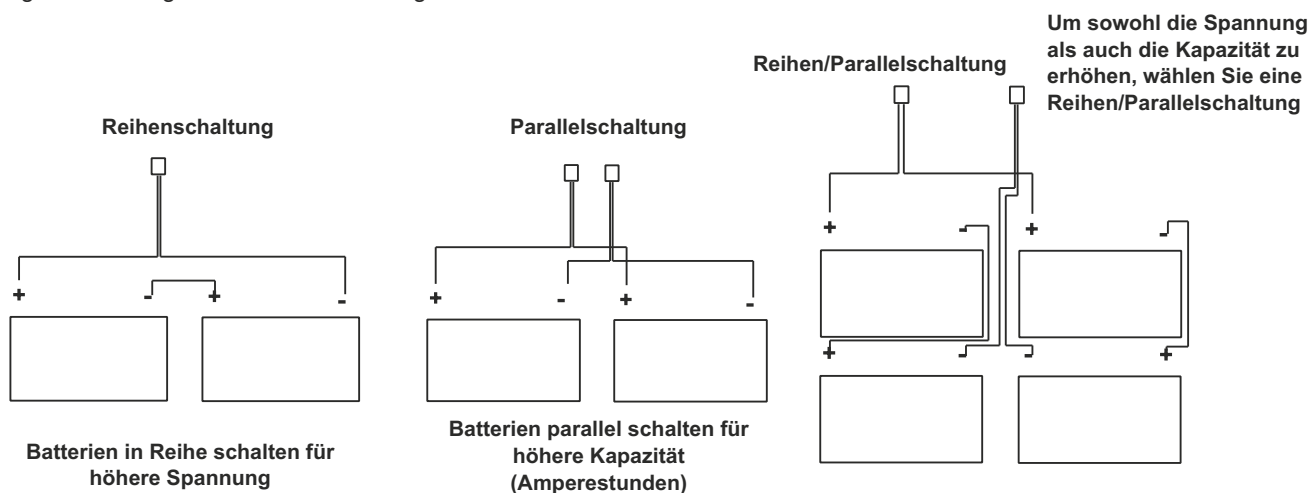 Um sowohl die Spannung
als auch die Kapazität zu
erhöhen, wählen Sie eine
Reihen/Parallelschaltung
Reihen/Parallelschaltung
Reihenschaltung
Parallelschaltung
+ - + -
+ - + -
+ - + -
+ - - +
Batterien in Reihe schalten für
höhere Spannung
Batterien parallel schalten für
höhere Kapazität
(Amperestunden)